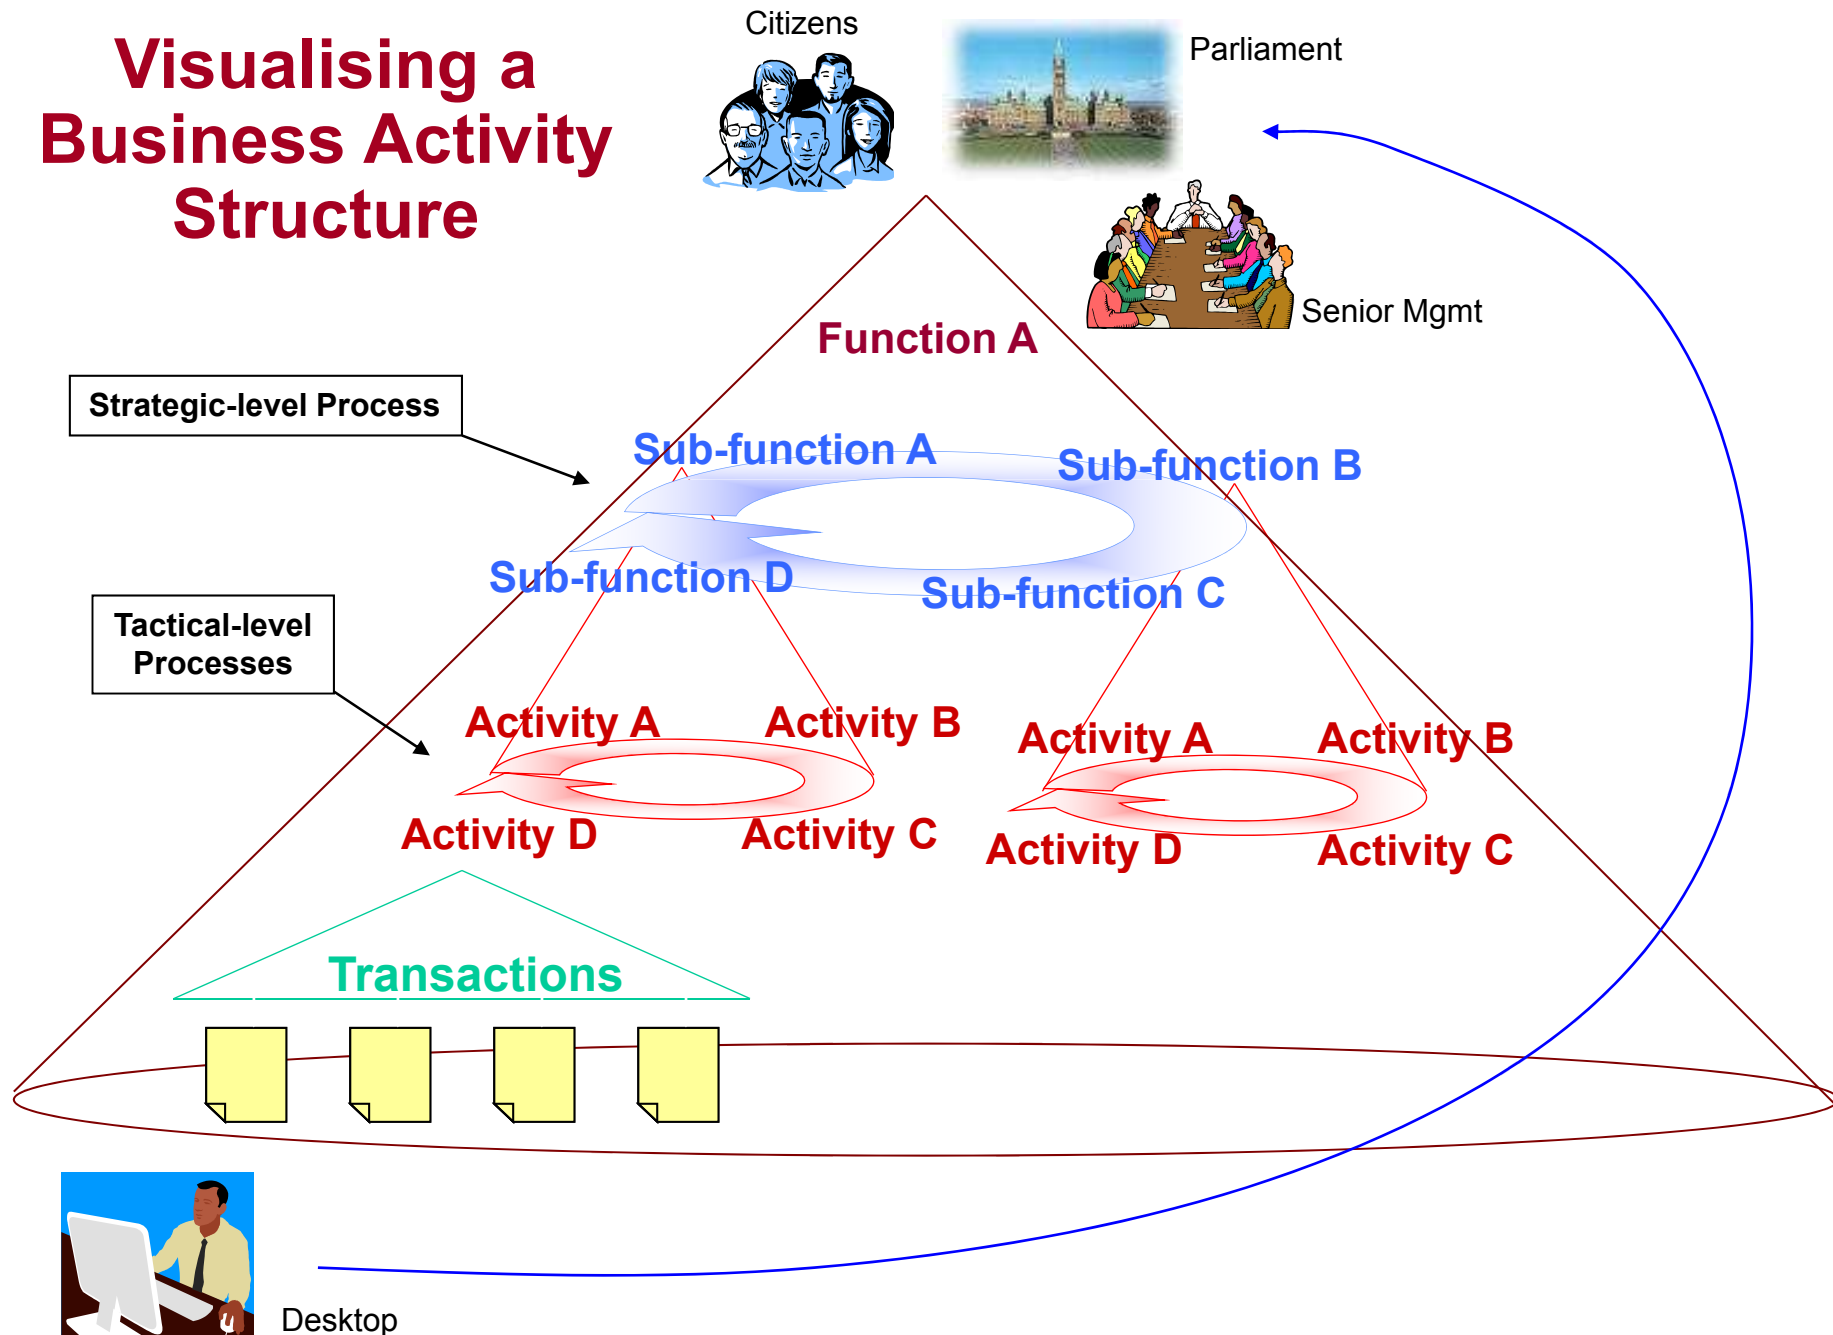 Visualising a
Business Activity
Structure
Citizens
Parliament
Senior Mgmt
Function A
Strategic-level Process
Sub-function A
Sub-function B
Sub-function D
Sub-function C
Tactical-level
Processes
Activity A
Activity B
Activity A
Activity B
Activity D
Activity C
Activity D
Activity C
Transactions
Desktop